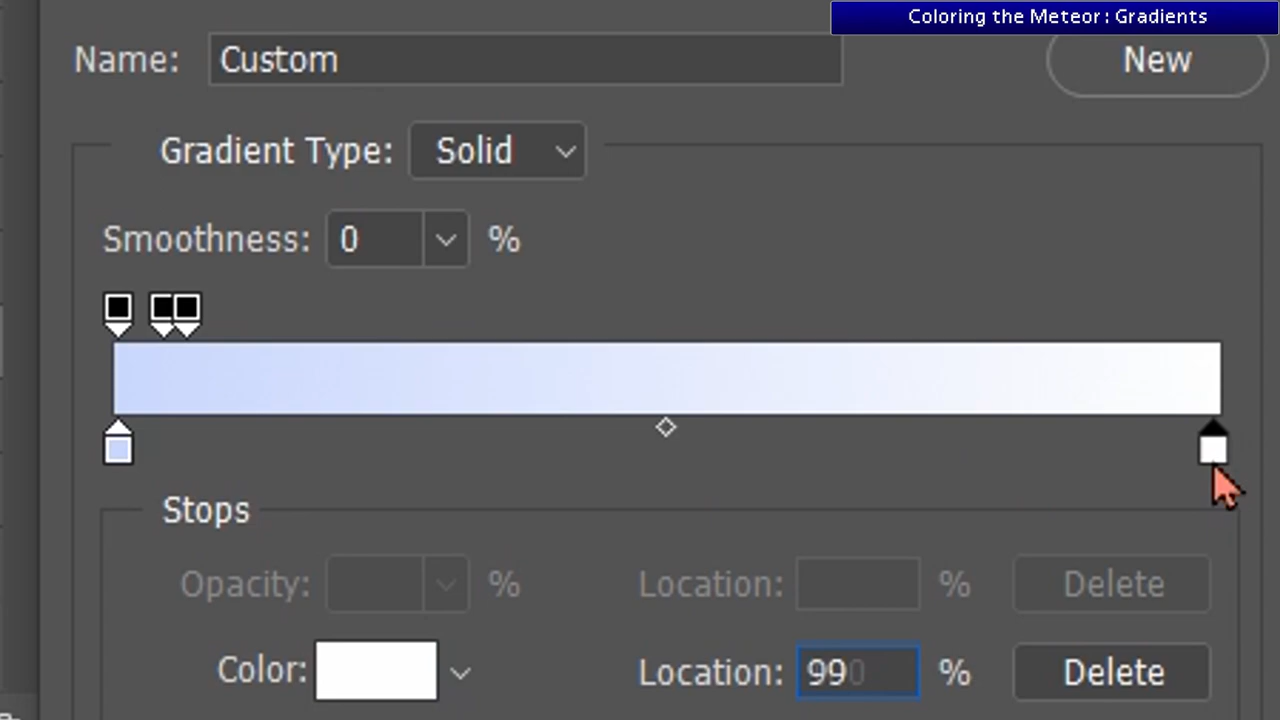 Coloring the Meteor : Gradients
Name: Custom New
Gradient Type: Solid
Smoothness: 0 %
Stops
Opacity: % Location: % Delete
Color: Location: 99 % Delete